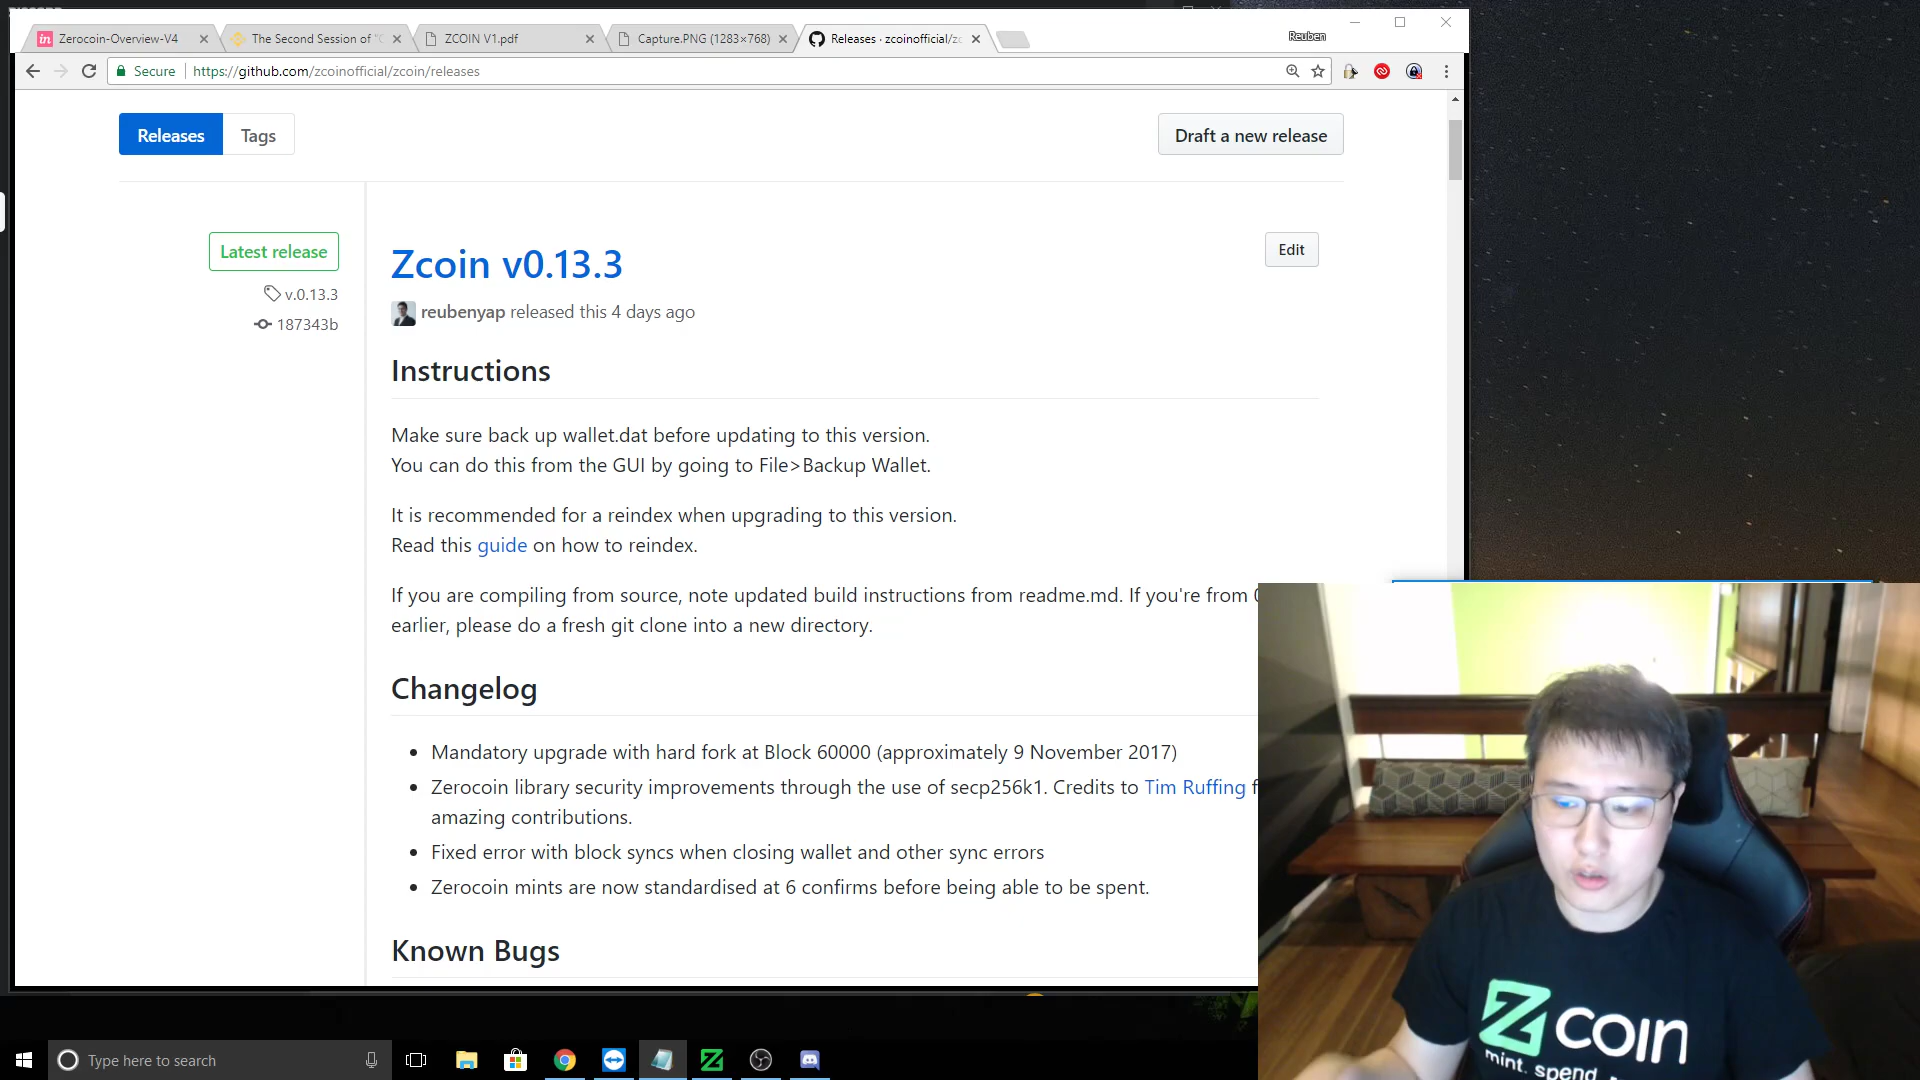 Zerocoin-Overview-V4
The Second Session of "C
ZCOIN V1.pdf
Capture.PNG (1283×768)
Releases · zcoinofficial/zc
Reuben
Secure
https://github.com/zcoinofficial/zcoin/releases
Releases
Tags
Draft a new release
Latest release
v.0.13.3
187343b
Zcoin v0.13.3
Edit
reubenyap released this 4 days ago
Instructions
Make sure back up wallet.dat before updating to this version.
You can do this from the GUI by going to File>Backup Wallet.
It is recommended for a reindex when upgrading to this version.
Read this guide on how to reindex.
If you are compiling from source, note updated build instructions from readme.md. If you're from
earlier, please do a fresh git clone into a new directory.
Changelog
Mandatory upgrade with hard fork at Block 60000 (approximately 9 November 2017)
Zerocoin library security improvements through the use of secp256k1. Credits to Tim Ruffing
amazing contributions.
Fixed error with block syncs when closing wallet and other sync errors
Zerocoin mints are now standardised at 6 confirms before being able to be spent.
Known Bugs
Type here to search
Zcoin
mint. spend.